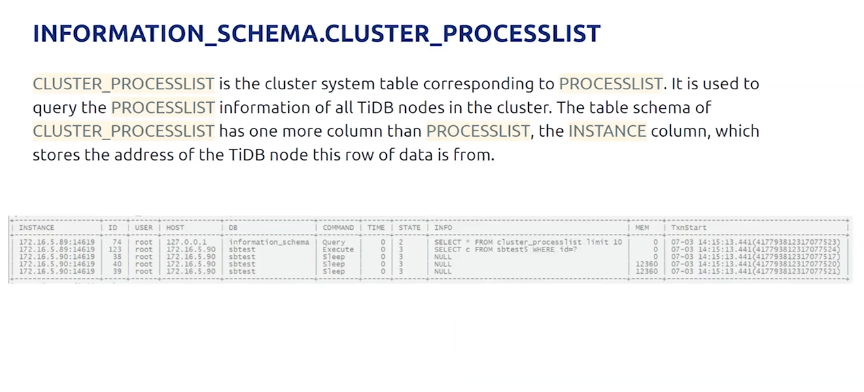 INFORMATION_SCHEMA.CLUSTER_PROCESSLIST
CLUSTER_PROCESSLIST is the cluster system table corresponding to PROCESSLIST. It is used to
query the PROCESSLIST information of all TiDB nodes in the cluster. The table schema of
CLUSTER_PROCESSLIST has one more column than PROCESSLIST, the INSTANCE column, which
stores the address of the TiDB node this row of data is from.
INSTANCE ID USER HOST DB COMMAND TIME STATE INFO MEM TxnStart
172.16.5.89:14619 74 root 127.0.0.1 information_schema Query 0 2 SELECT * FROM cluster_processlist limit 10 0 07-03 14:15:13.441(417793812317077523)
172.16.5.89:14619 123 root 172.16.5.90 sbtest Execute 0 3 SELECT c FROM sbtest5 WHERE id=? 0 07-03 14:15:13.441(417793812317077524)
172.16.5.90:14619 38 root 172.16.5.90 sbtest Sleep 0 3 NULL 0 07-03 14:15:13.441(417793812317077517)
172.16.5.90:14619 40 root 172.16.5.90 sbtest Sleep 0 3 NULL 12360 07-03 14:15:13.441(417793812317077520)
172.16.5.90:14619 39 root 172.16.5.90 sbtest Sleep 0 3 NULL 12360 07-03 14:15:13.441(417793812317077521)